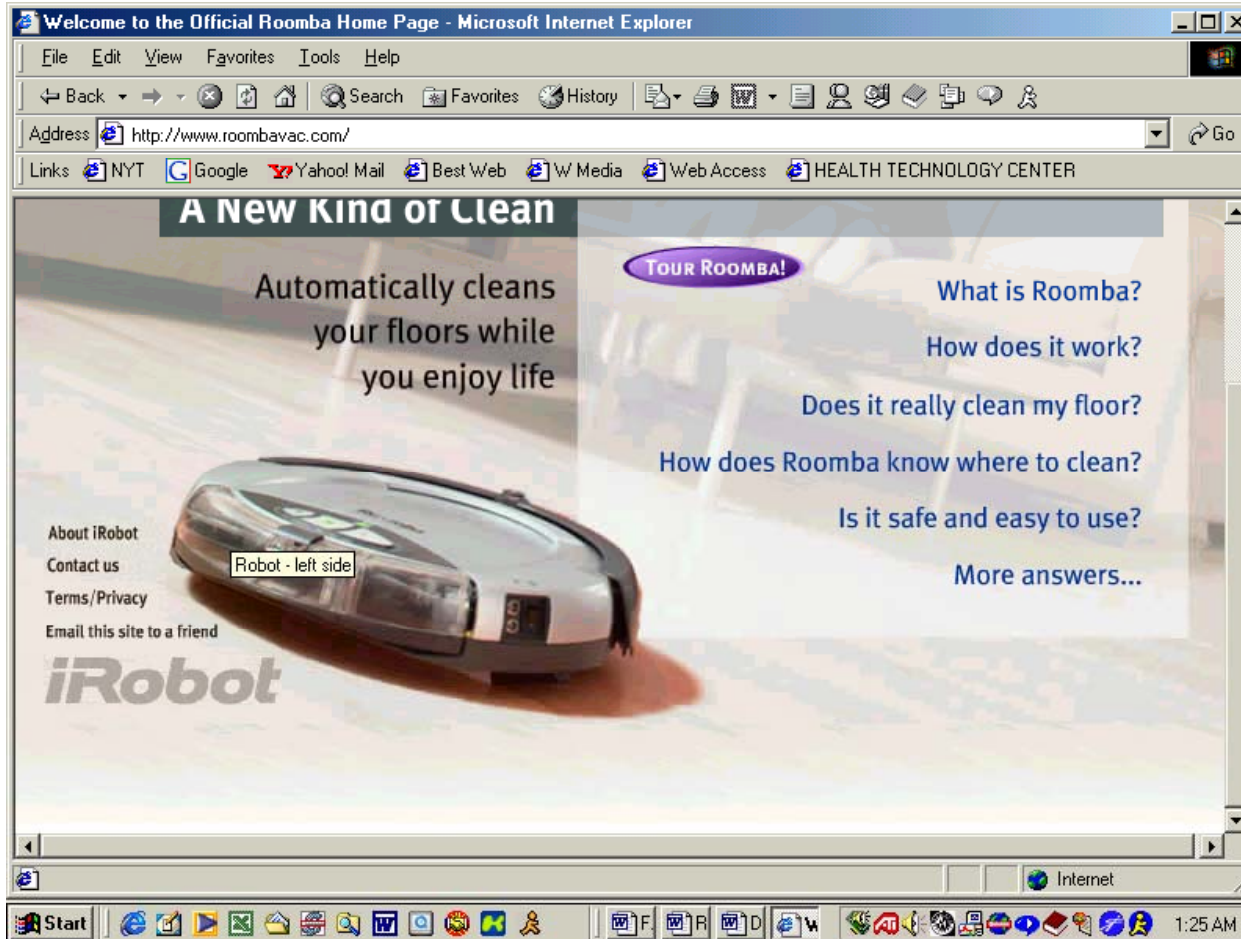 Welcome to the Official Roomba Home Page - Microsoft Internet Explorer
File Edit View Favorites Tools Help
Back Search Favorites History
Address http://www.roombavac.com/ Go
Links NYT Google Yahoo! Mail Best Web W Media Web Access HEALTH TECHNOLOGY CENTER
A New Kind of Clean
TOUR ROOMBA!
Automatically cleans
your floors while
you enjoy life
What is Roomba?
How does it work?
Does it really clean my floor?
How does Roomba know where to clean?
Is it safe and easy to use?
More answers...
About iRobot
Contact us
Terms/Privacy
Email this site to a friend
Robot - left side
iRobot
Internet
Start F. R D 1:25 AM